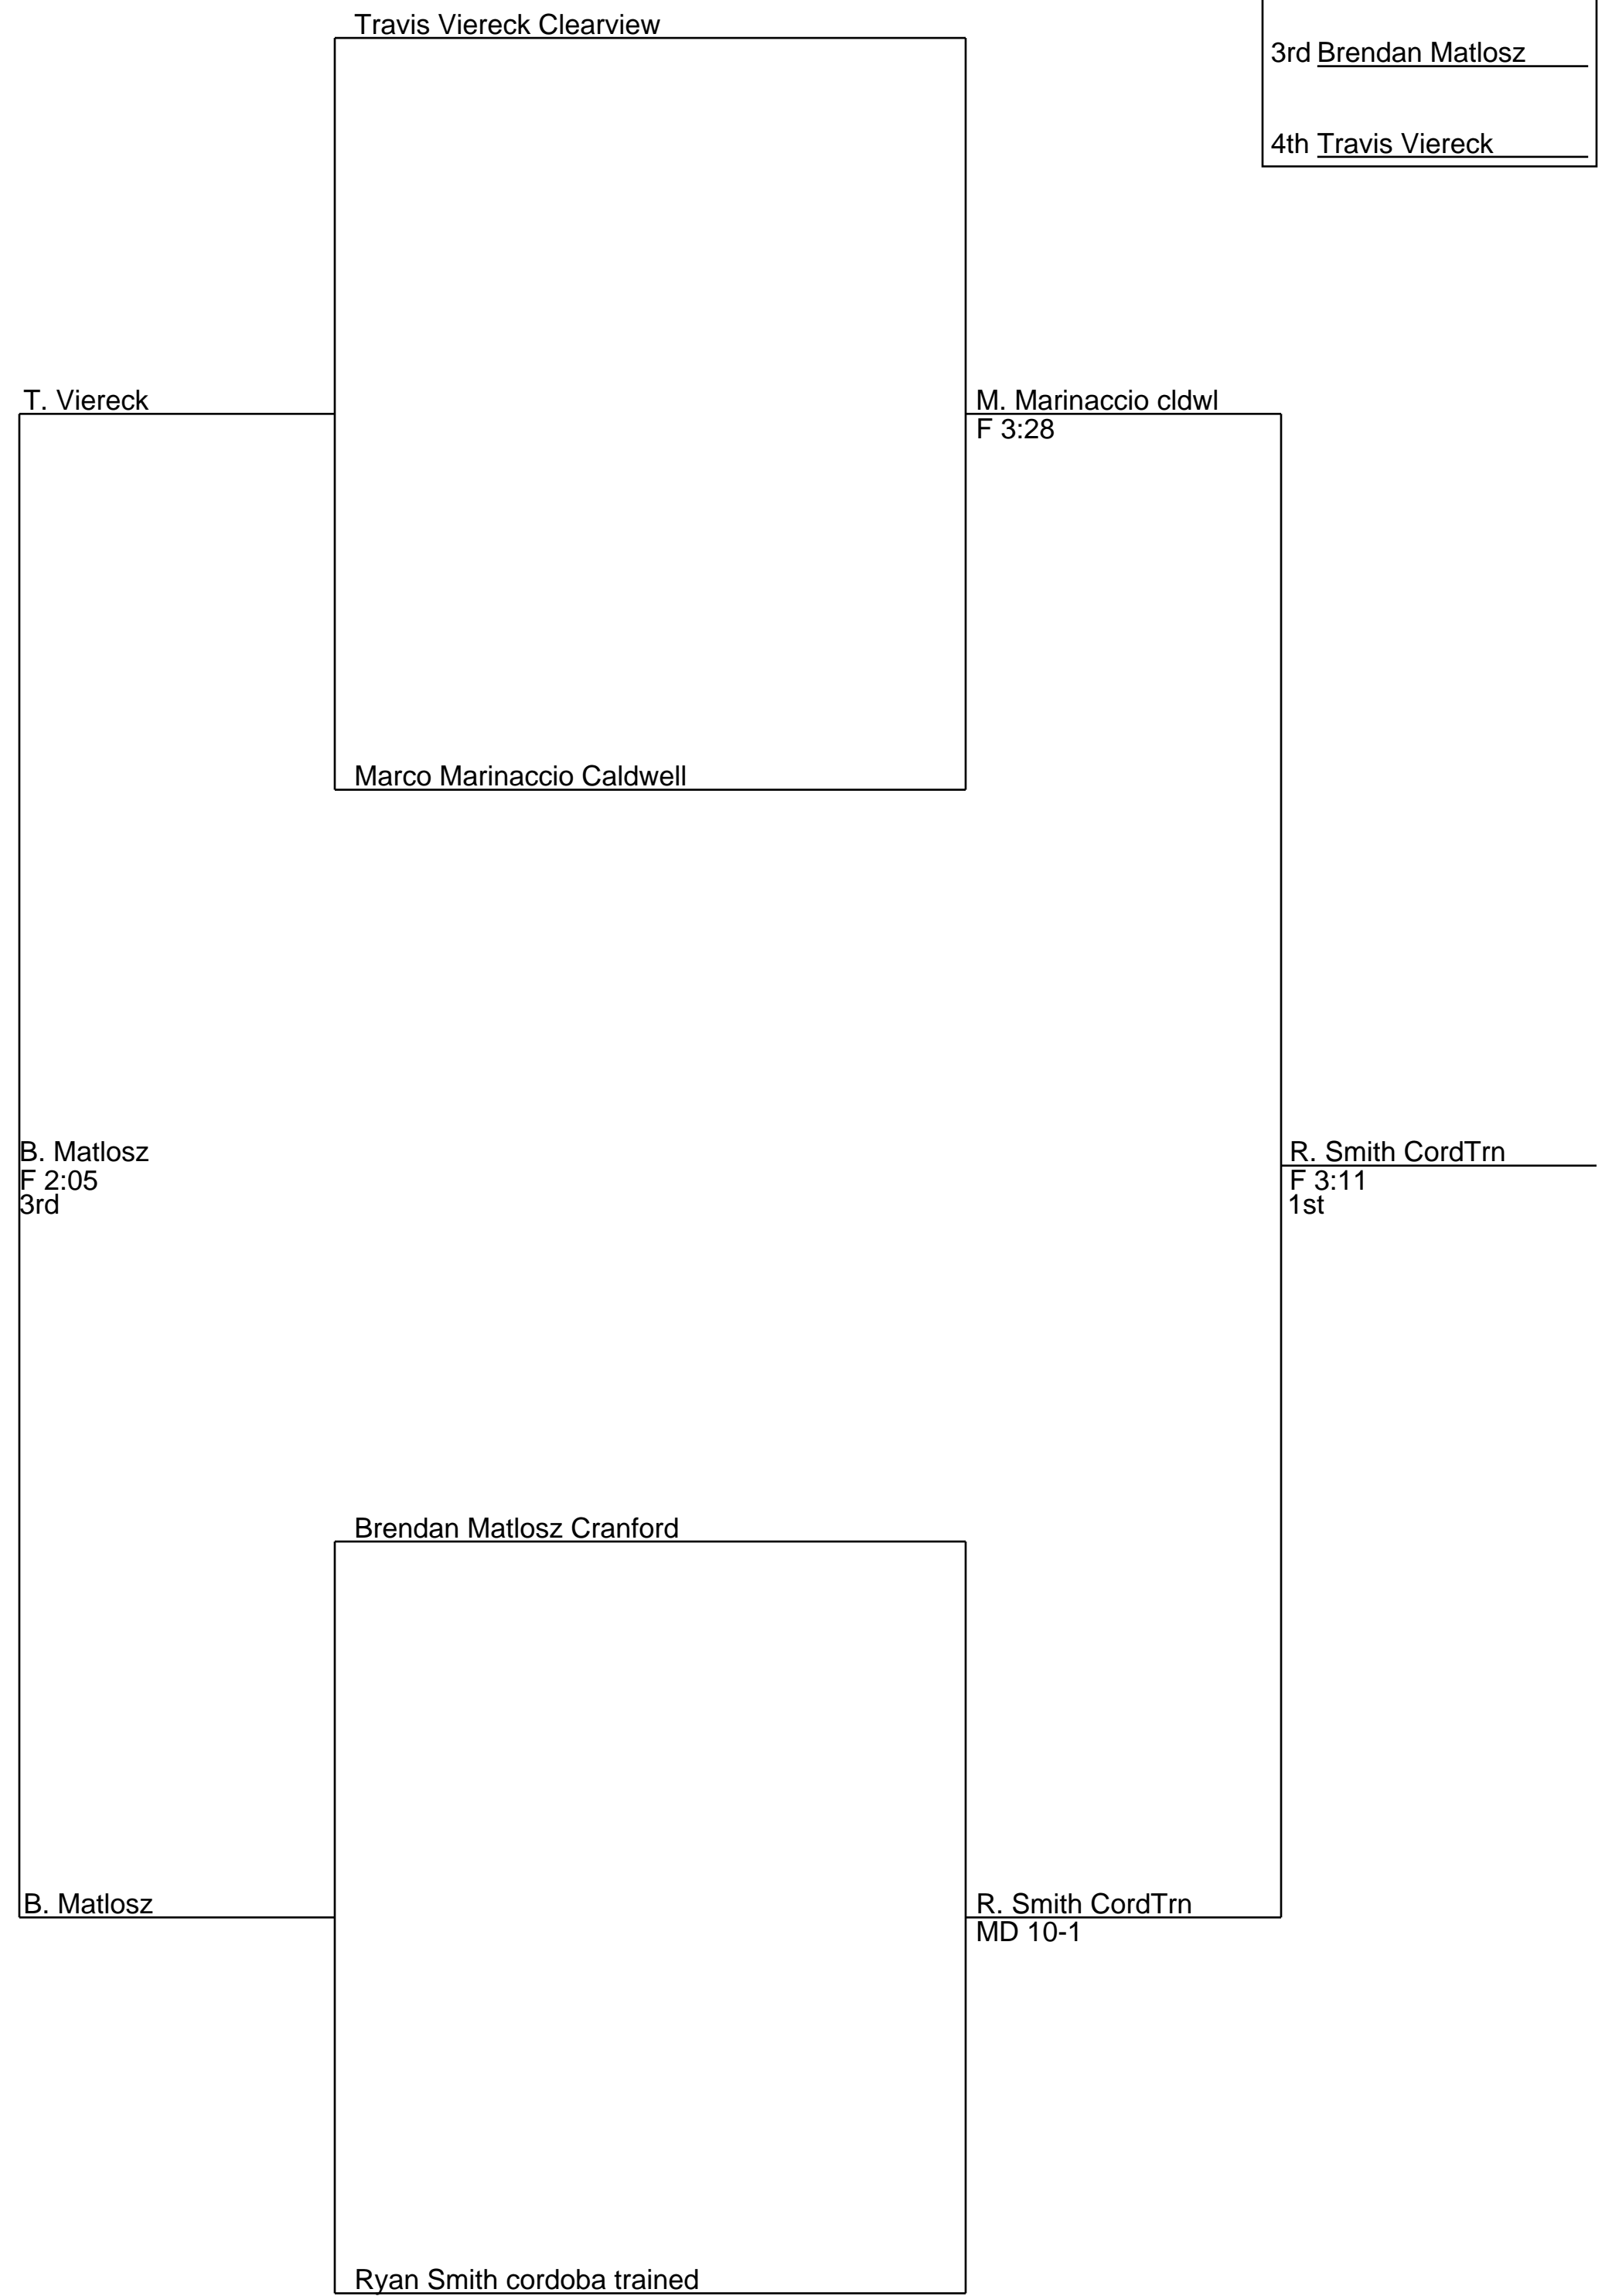 Travis Viereck Clearview
3rd Brendan Matlosz
4th Travis Viereck
T. Viereck
M. Marinaccio cldwl
F 3:28
Marco Marinaccio Caldwell
B. Matlosz
F 2:05
3rd
R. Smith CordTrn
F 3:11
1st
Brendan Matlosz Cranford
B. Matlosz
R. Smith CordTrn
MD 10-1
Ryan Smith cordoba trained